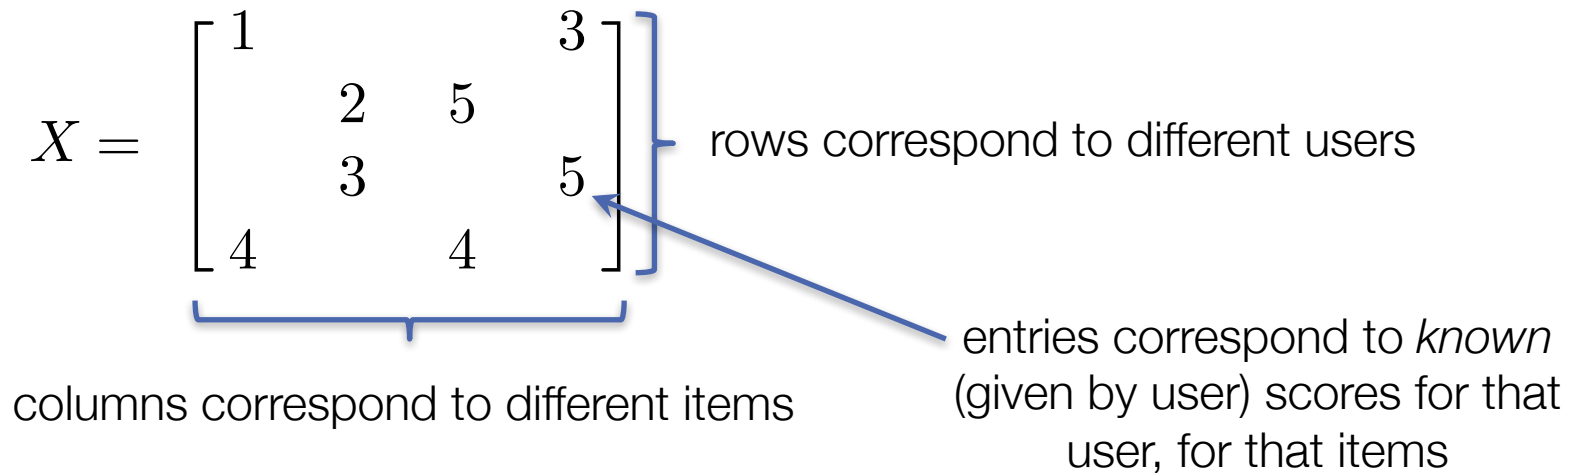 1 3
2 5
X =
rows correspond to different users
3 5
4 4
entries correspond to known
(given by user) scores for that
user, for that items
columns correspond to different items